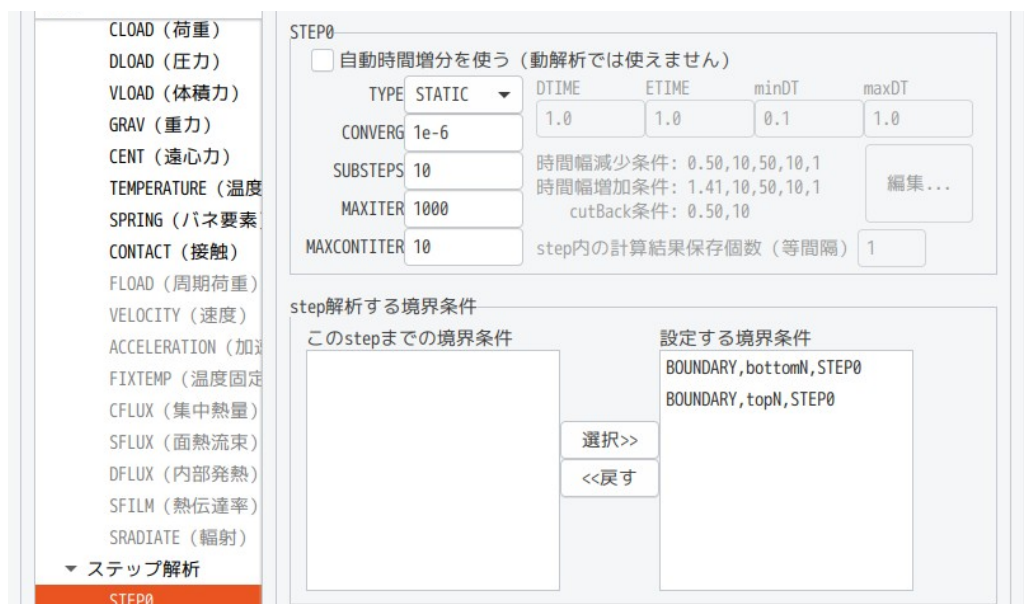 CLOAD (荷重)
DLOAD (圧力)
VLOAD (体積力)
GRAV (重力)
CENT (遠心力)
TEMPERATURE (温度
SPRING (バネ要素
CONTACT (接触)
FLOAD (周期荷重)
VELOCITY (速度)
ACCELERATION (加速
FIXTEMP (温度固定
CFLUX (集中熱量)
SFLUX (面熱流束)
DFLUX (内部発熱)
SFILM (熱伝達率)
SRADIATE (輻射)
ステップ解析
STEP0
STEP0
自動時間増分を使う (動解析では使えません)
TYPE STATIC
CONVERG 1e-6
SUBSTEPS 10
MAXITER 1000
MAXCONTITER 10
DTIME ETIME minDT maxDT
1.0 1.0 0.1 1.0
時間幅減少条件: 0.50,10,50,10,1
時間幅増加条件: 1.41,10,50,10,1
cutBack条件: 0.50,10
編集...
step内の計算結果保存個数 (等間隔) 1
step解析する境界条件
このstepまでの境界条件
選択>>
<<戻す
設定する境界条件
BOUNDARY,bottomN,STEP0
BOUNDARY,topN,STEP0